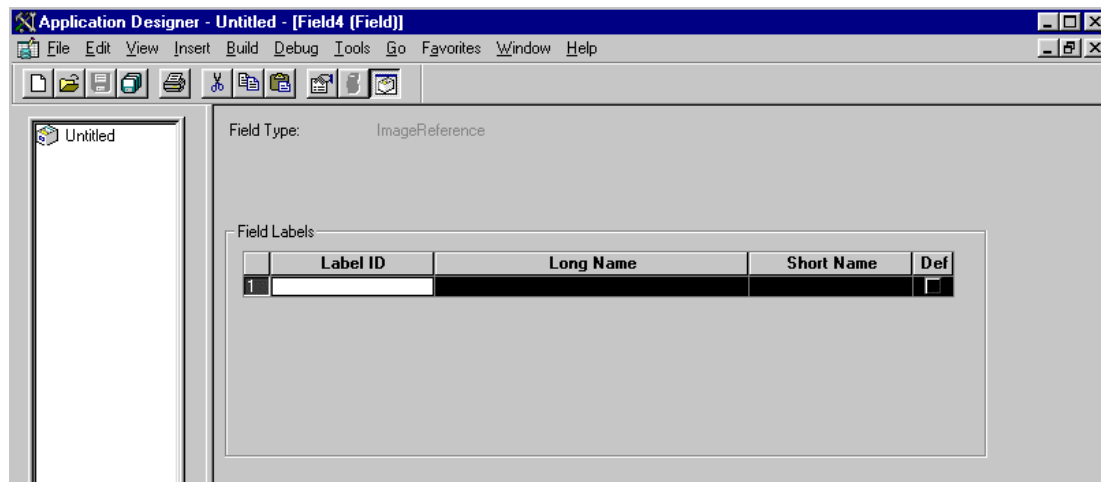 Application Designer - Untitled - [Field4 (Field)]
File Edit View Insert Build Debug Tools Go Favorites Window Help
Untitled
Field Type: ImageReference
Field Labels
Label ID Long Name Short Name Def
1